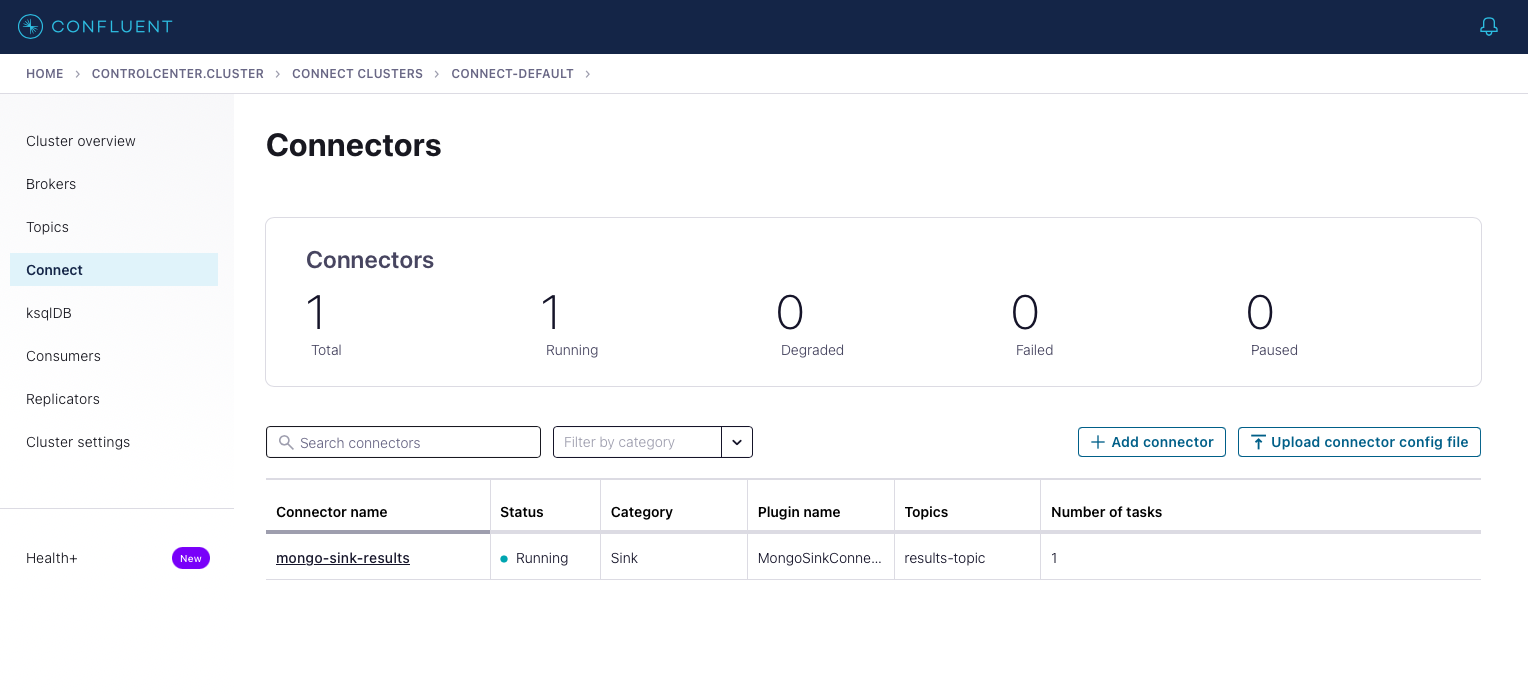 CONFLUENT
HOME > CONTROLCENTER.CLUSTER > CONNECT CLUSTERS > CONNECT-DEFAULT >
Cluster overview
Brokers
Topics
Connect
ksqlDB
Consumers
Replicators
Cluster settings
Health+ New
Connectors
Connectors
1 1 0 0 0
Total Running Degraded Failed Paused
Search connectors Filter by category Add connector Upload connector config file
Connector name Status Category Plugin name Topics Number of tasks
mongo-sink-results Running Sink MongoSinkConne... results-topic 1